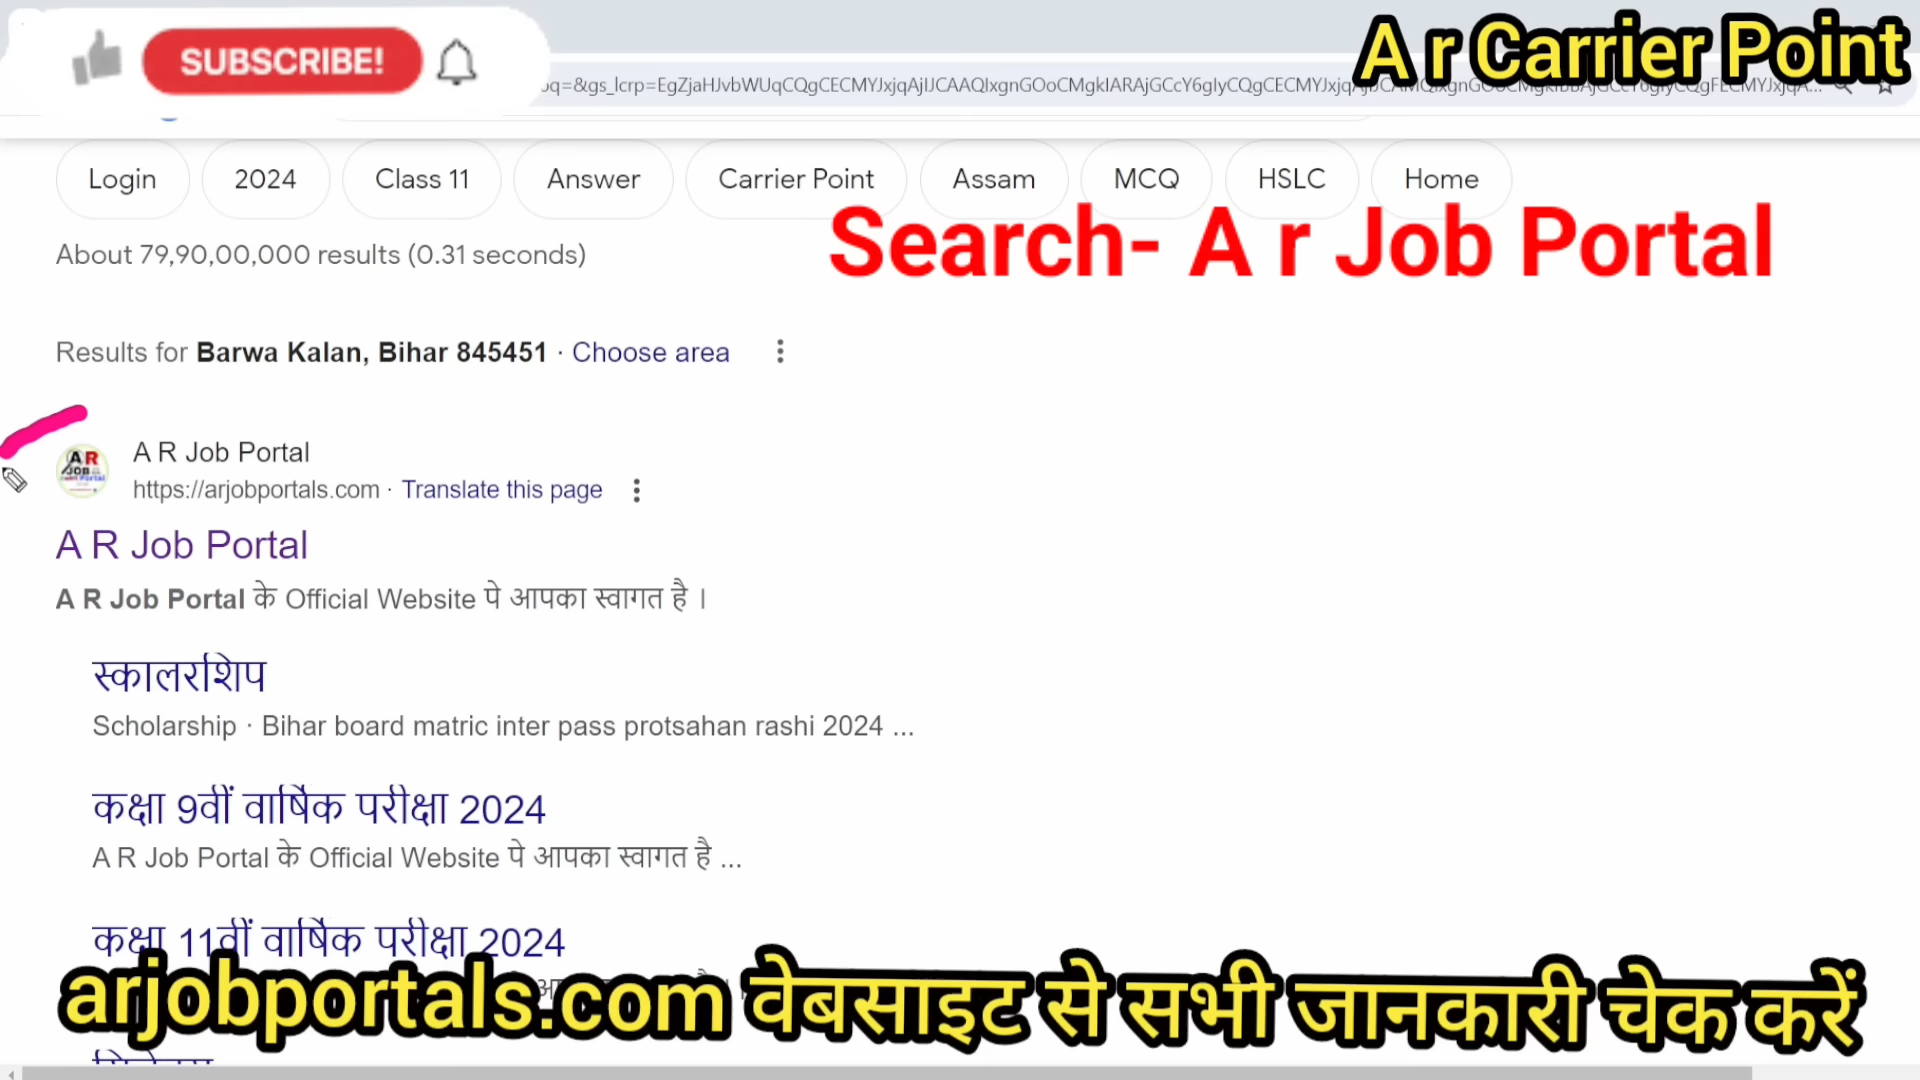 SUBSCRIBE!
A r Carrier Point
Login
2024
Class 11
Answer
Carrier Point
Assam
MCQ
HSLC
Home
About 79,90,00,000 results (0.31 seconds)
Search- A r Job Portal
Results for Barwa Kalan, Bihar 845451 · Choose area
A R Job Portal
https://arjobportals.com · Translate this page
A R Job Portal
A R Job Portal के Official Website पे आपका स्वागत है ।
स्कालरशिप
Scholarship · Bihar board matric inter pass protsahan rashi 2024 ...
कक्षा 9वीं वार्षिक परीक्षा 2024
A R Job Portal के Official Website पे आपका स्वागत है ...
कक्षा 11वीं वार्षिक परीक्षा 2024
arjobportals.com वेबसाइट से सभी जानकारी चेक करें